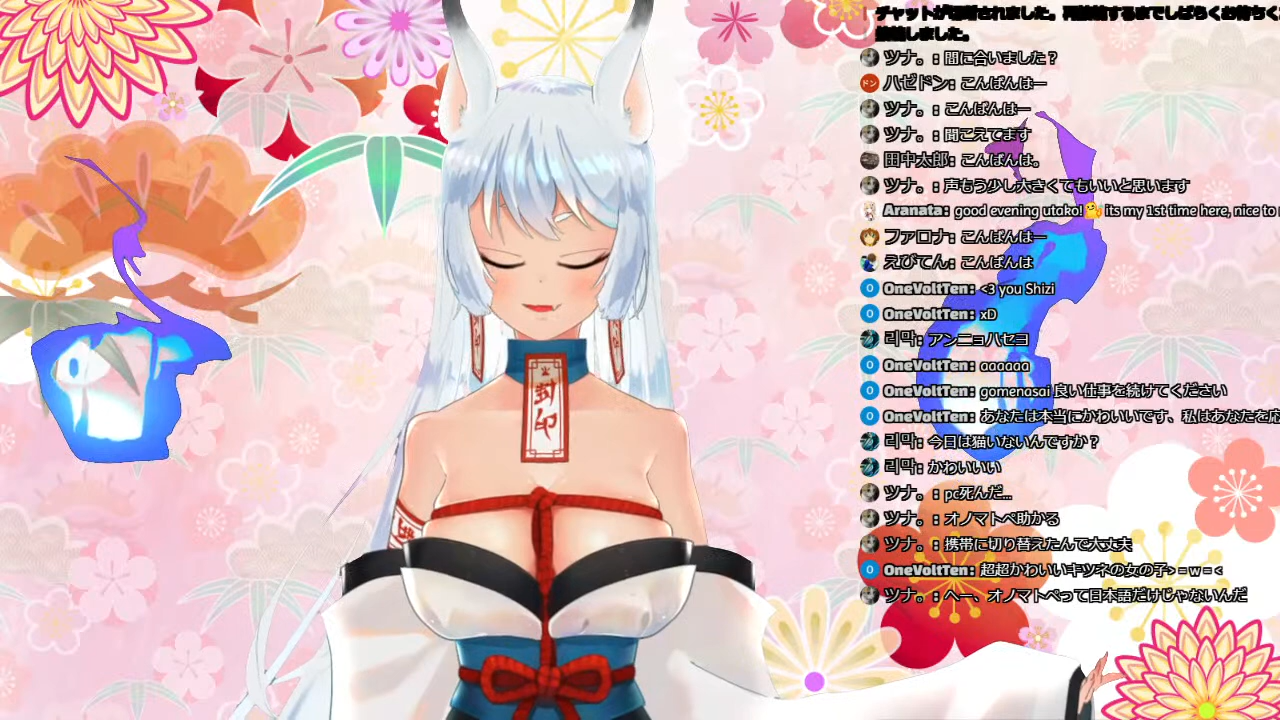 チャットが切断されました。再接続するまでしばらくお待ちく
接続しました。
ツナ。: 間に合いました？
ドン ハゼドン: こんばんはー
ツナ。: こんばんはー
ツナ。: 聞こえてます
田中太郎: こんばんは。
ツナ。: 声もう少し大きくてもいいと思います
Aranata: good evening utako!🤗 its my 1st time here, nice to
ファロナ: こんばんはー
えびてん: こんばんは
O OneVoltTen: <3 you Shizi
O OneVoltTen: xD
리막: アンニョハセヨ
O OneVoltTen: aaaaaa
O OneVoltTen: gomenasai 良い仕事を続けてください
O OneVoltTen: あなたは本当にかわいいです、私はあなたを応
리막: 今日は猫いないんですか？
리막: かわいいい
ツナ。: pc死んだ...
ツナ。: オノマトペ助かる
ツナ。: 携帯に切り替えたんで大丈夫
O OneVoltTen: 超超かわいいキツネの女の子> = w = <
ツナ。: へー、オノマトペって日本語だけじゃないんだ
封印